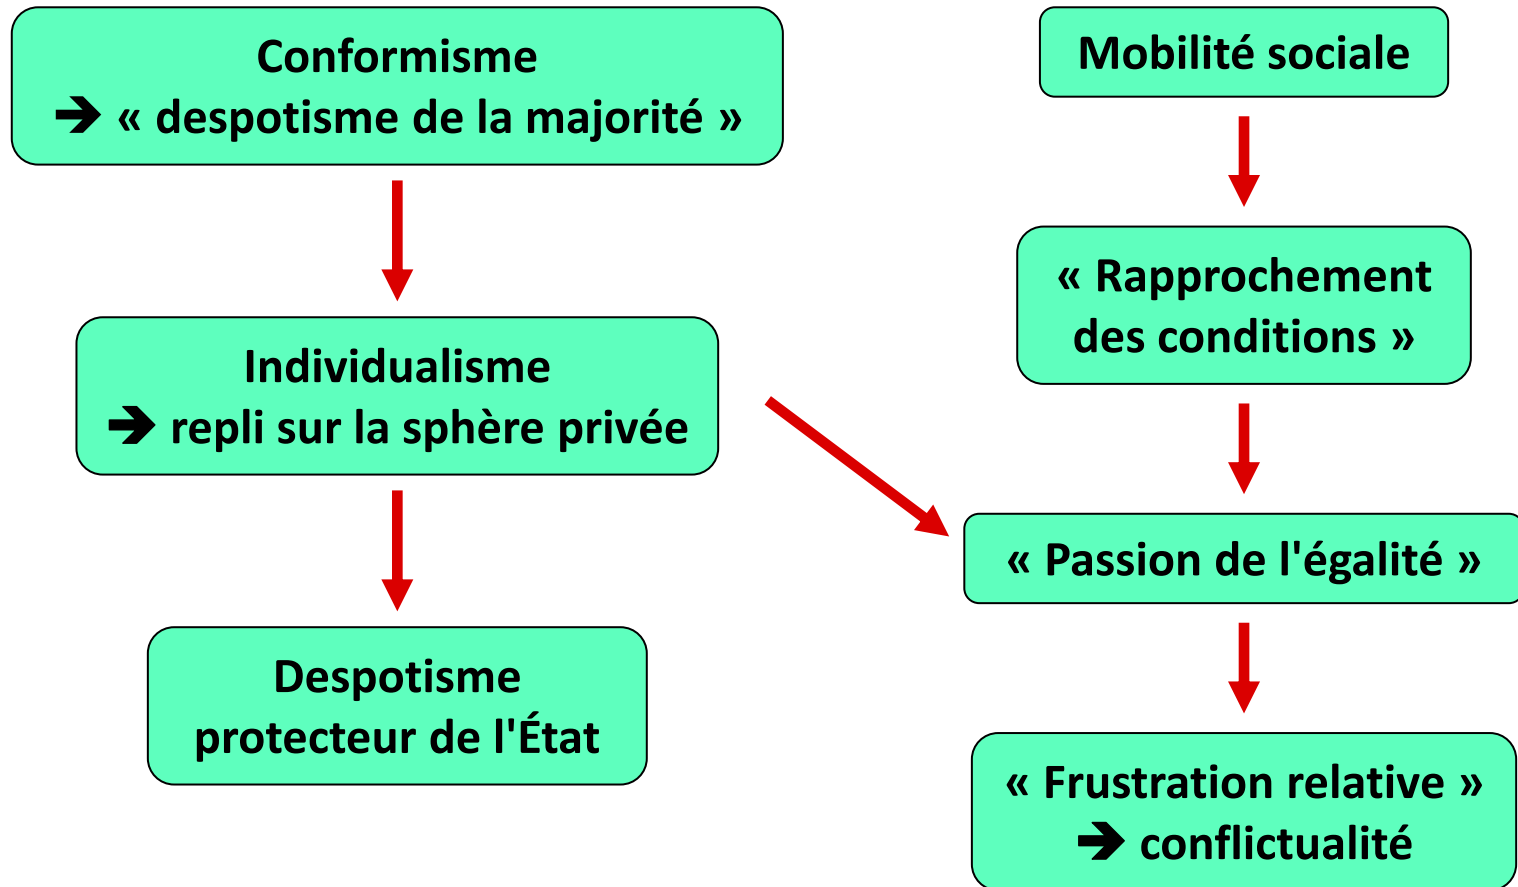 Conformisme
➔ « despotisme de la majorité »
Individualisme
➔ repli sur la sphère privée
Despotisme
protecteur de l'État
Mobilité sociale
« Rapprochement
des conditions »
« Passion de l'égalité »
« Frustration relative »
➔ conflictualité